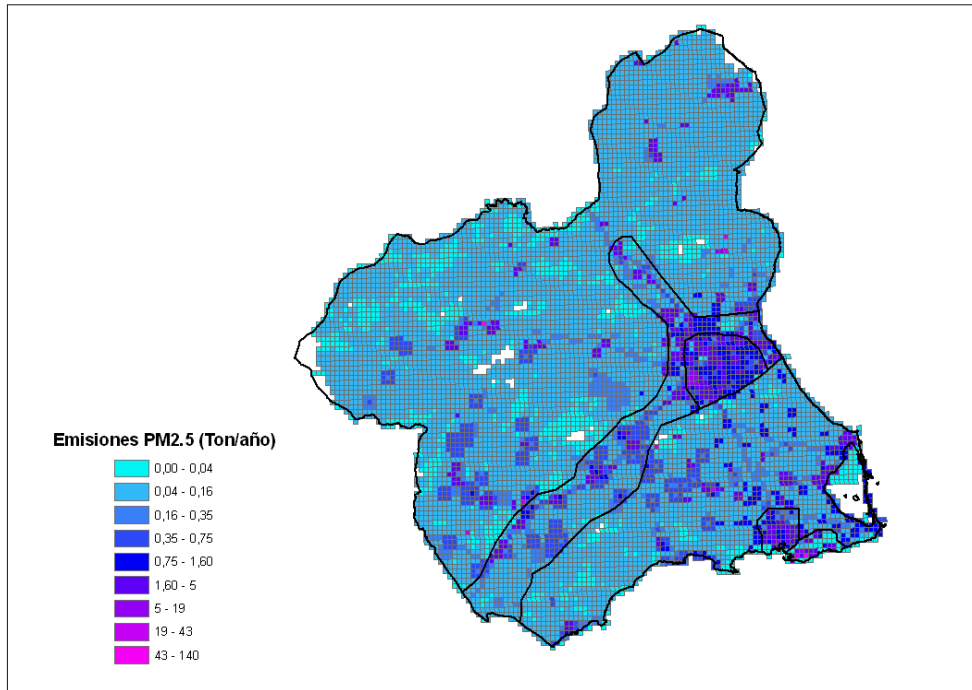 Emisiones PM2.5 (Ton/año)
0,00 - 0,04
0,04 - 0,16
0,16 - 0,35
0,35 - 0,75
0,75 - 1,60
1,60 - 5
5 - 19
19 - 43
43 - 140